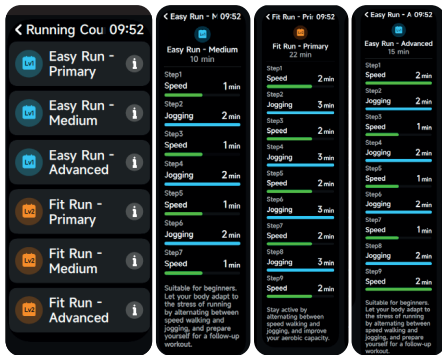 Running Cou 09:52
Lv1 Easy Run -
Primary
Lv1 Easy Run -
Medium
Lv1 Easy Run -
Advanced
Lv2 Fit Run -
Primary
Lv2 Fit Run -
Medium
Lv2 Fit Run -
Advanced
Easy Run - M 09:52
Lv1
Easy Run - Medium
10 min
Step1
Speed 1 min
Step2
Jogging 2 min
Step3
Speed 1 min
Step4
Jogging 2 min
Step5
Speed 1 min
Step6
Jogging 2 min
Step7
Speed 1 min
Suitable for beginners.
Let your body adapt to
the stress of running
by alternating between
speed walking and
jogging, and prepare
yourself for a follow-up
workout.
Fit Run - Pri 09:52
Lv2
Fit Run - Primary
22 min
Step1
Speed 2 min
Step2
Jogging 3 min
Step3
Speed 2 min
Step4
Jogging 3 min
Step5
Speed 2 min
Step6
Jogging 3 min
Step7
Speed 2 min
Step8
Jogging 3 min
Step9
Speed 2 min
Stay active by
alternating between
speed walking and
jogging, and improve
your aerobic capacity.
Easy Run - A 09:52
Lv1
Easy Run - Advanced
15 min
Step1
Speed 2 min
Step2
Jogging 2 min
Step3
Speed 1 min
Step4
Jogging 2 min
Step5
Speed 1 min
Step6
Jogging 2 min
Step7
Speed 1 min
Step8
Jogging 2 min
Step9
Speed 2 min
Suitable for beginners.
Let your body adapt to
the stress of running
by alternating between
speed walking and
jogging, and prepare
yourself for a follow-up
workout.